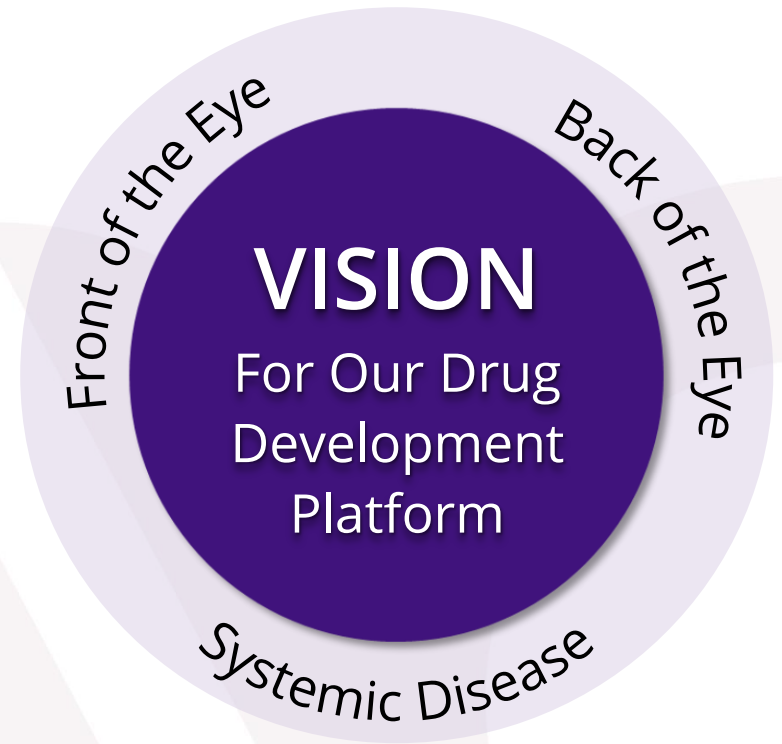 Front of the Eye
Back of the Eye
VISION
For Our Drug
Development
Platform
Systemic Disease